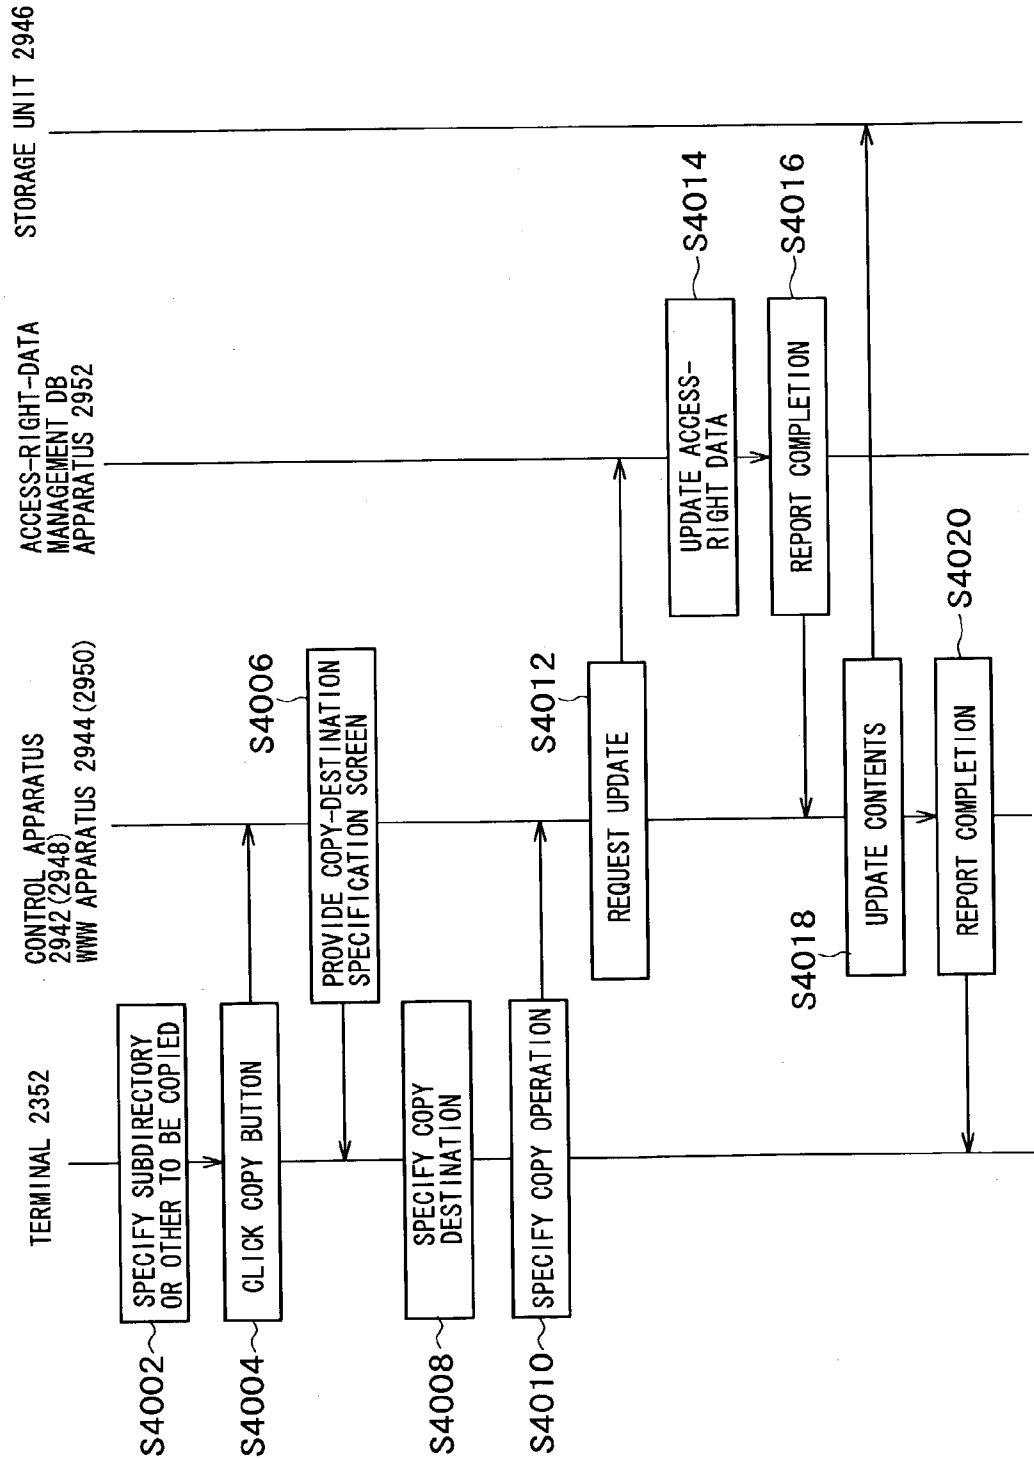 TERMINAL 2352
CONTROL APPARATUS
2942(2948)
WWW APPARATUS 2944(2950)
ACCESS-RIGHT-DATA
MANAGEMENT DB
APPARATUS 2952
STORAGE UNIT 2946
S4002
SPECIFY SUBDIRECTORY
OR OTHER TO BE COPIED
S4004
CLICK COPY BUTTON
S4006
PROVIDE COPY-DESTINATION
SPECIFICATION SCREEN
S4008
SPECIFY COPY
DESTINATION
S4010
SPECIFY COPY OPERATION
S4012
REQUEST UPDATE
S4014
UPDATE ACCESS-
RIGHT DATA
S4016
REPORT COMPLETION
S4018
UPDATE CONTENTS
S4020
REPORT COMPLETION